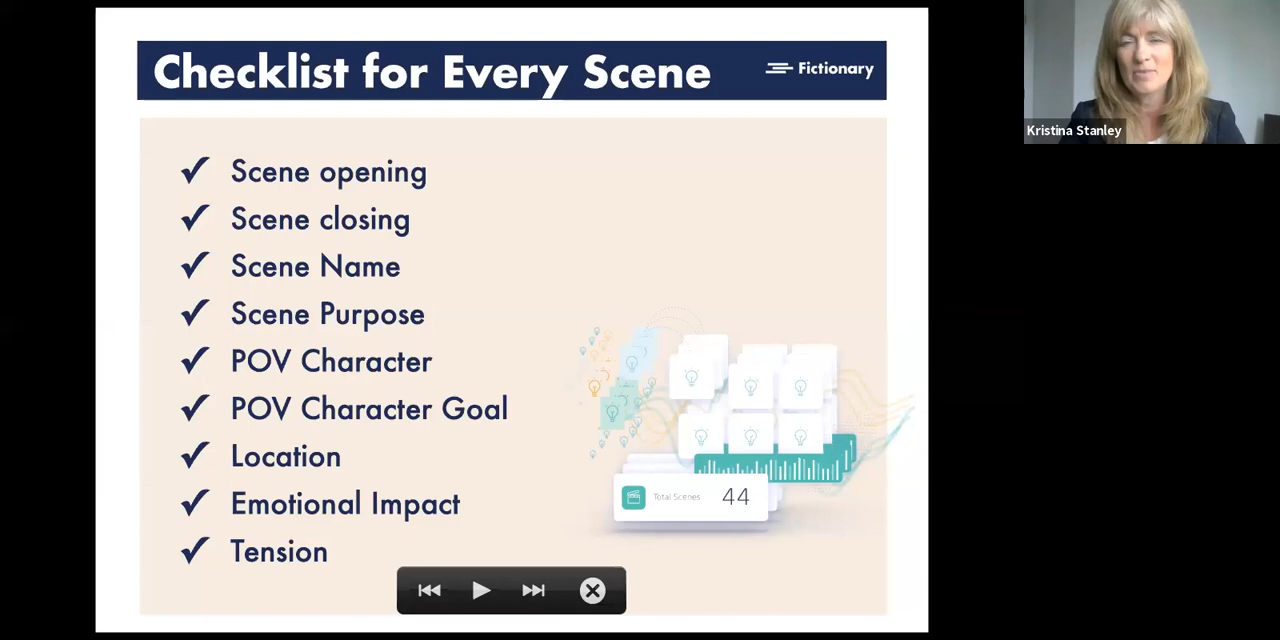 Checklist for Every Scene
Fictionary
Kristina Stanley
✓ Scene opening
✓ Scene closing
✓ Scene Name
✓ Scene Purpose
✓ POV Character
✓ POV Character Goal
✓ Location
✓ Emotional Impact
✓ Tension
Total Scenes 44